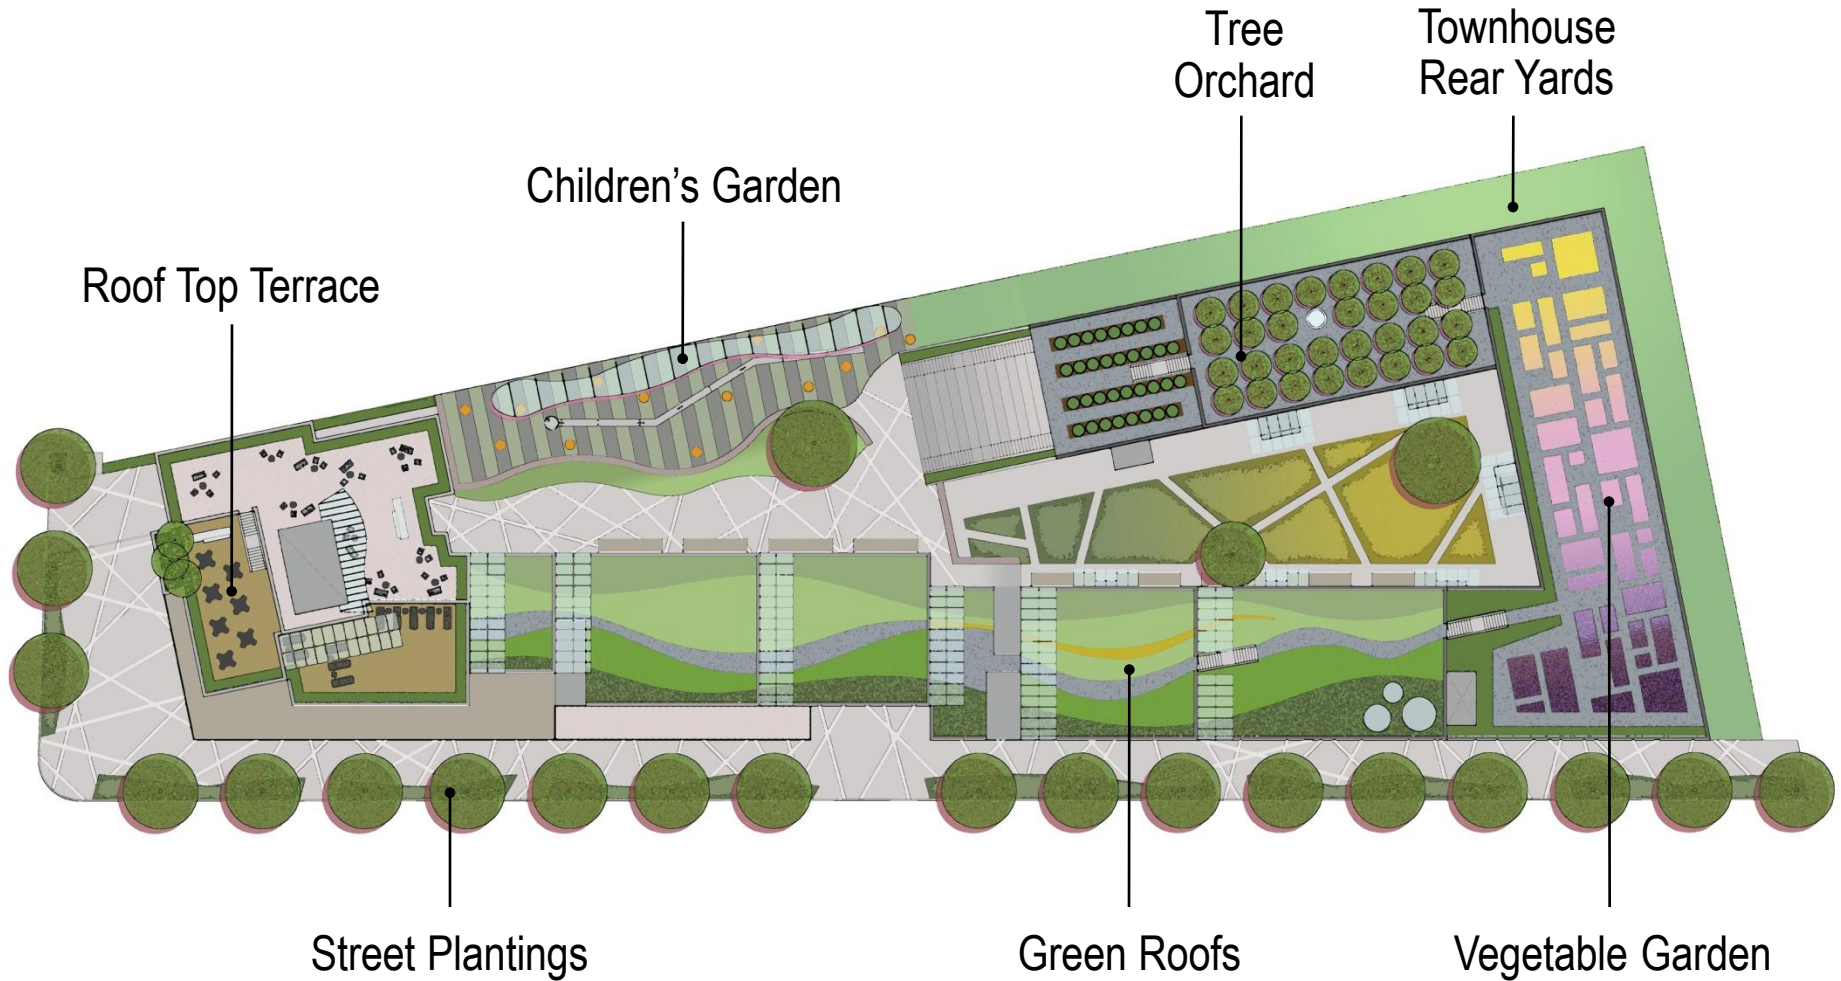 Tree
Orchard
Townhouse
Rear Yards
Children's Garden
Roof Top Terrace
Street Plantings
Green Roofs
Vegetable Garden